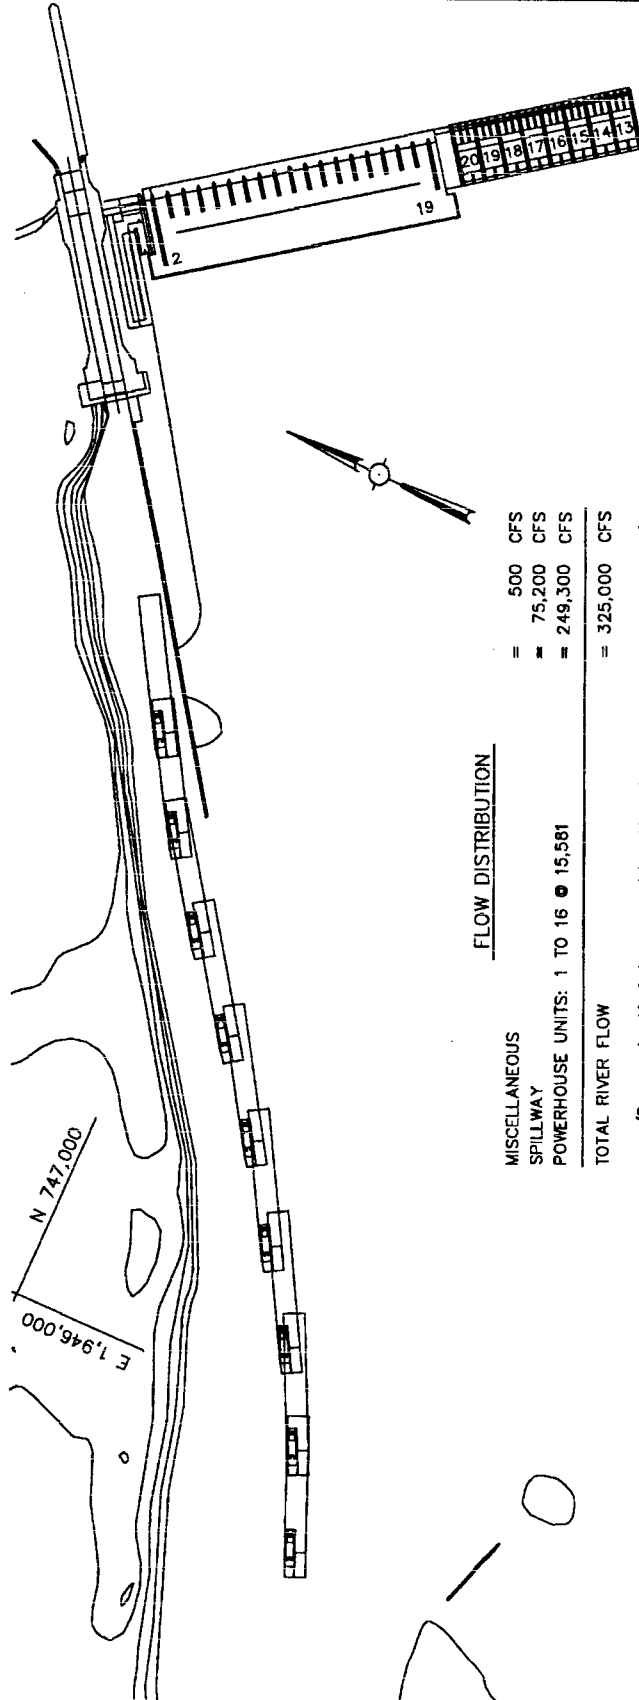 20 19 18 17 16 15 14 13
19
2
FLOW DISTRIBUTION
MISCELLANEOUS = 500 CFS
SPILLWAY = 75,200 CFS
POWERHOUSE UNITS: 1 TO 16 @ 15,581 = 249,300 CFS
TOTAL RIVER FLOW = 325,000 CFS
N 747,000
E 1,946,000